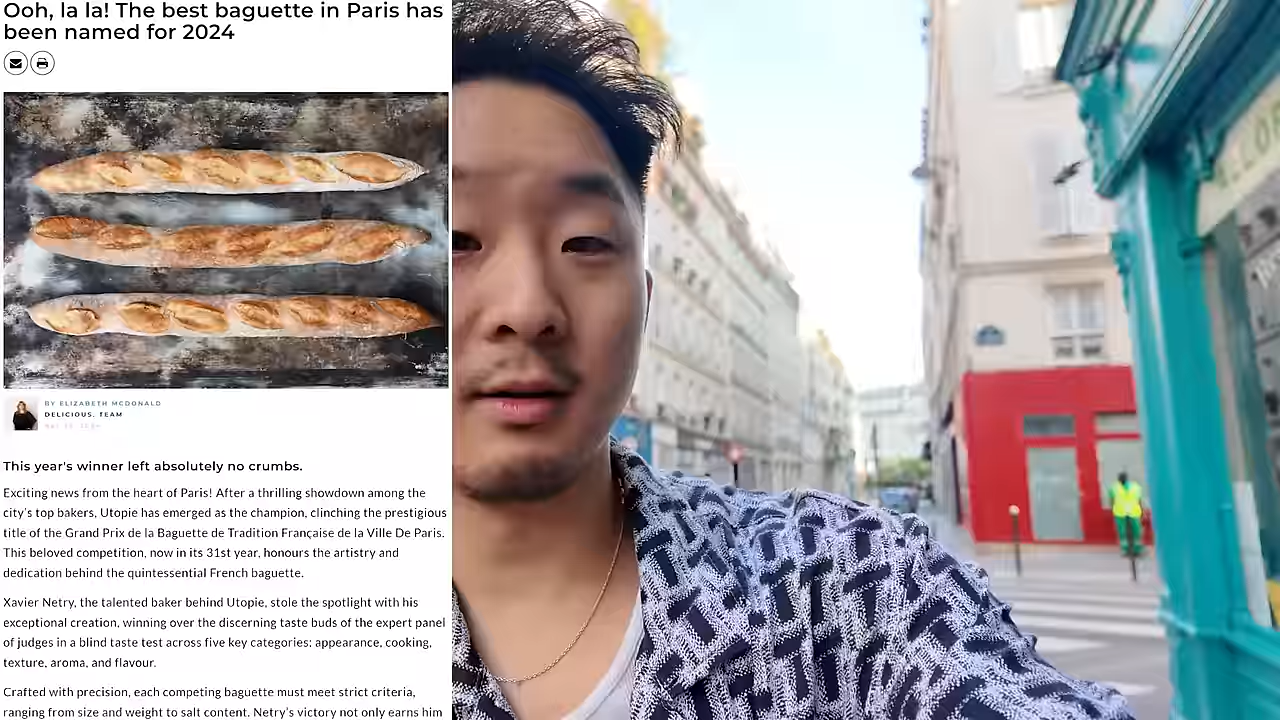 Ooh, la la! The best baguette in Paris has
been named for 2024
BY ELIZABETH MCDONALD
DELICIOUS. TEAM
This year's winner left absolutely no crumbs.
Exciting news from the heart of Paris! After a thrilling showdown among the
city's top bakers, Utopie has emerged as the champion, clinching the prestigious
title of the Grand Prix de la Baguette de Tradition Française de la Ville De Paris.
This beloved competition, now in its 31st year, honours the artistry and
dedication behind the quintessential French baguette.
Xavier Netry, the talented baker behind Utopie, stole the spotlight with his
exceptional creation, winning over the discerning taste buds of the expert panel
of judges in a blind taste test across five key categories: appearance, cooking,
texture, aroma, and flavour.
Crafted with precision, each competing baguette must meet strict criteria,
ranging from size and weight to salt content. Netry's victory not only earns him